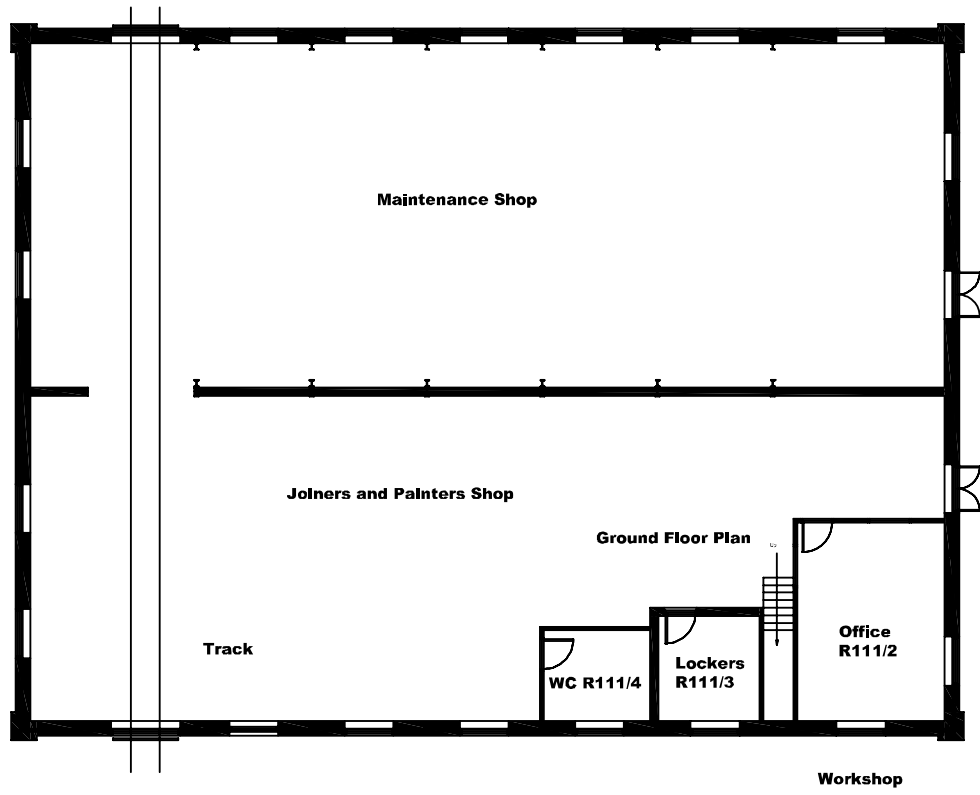 Maintenance Shop
Joiners and Painters Shop
Ground Floor Plan
Up
Office
R111/2
Track
Lockers
R111/3
WC R111/4
Workshop